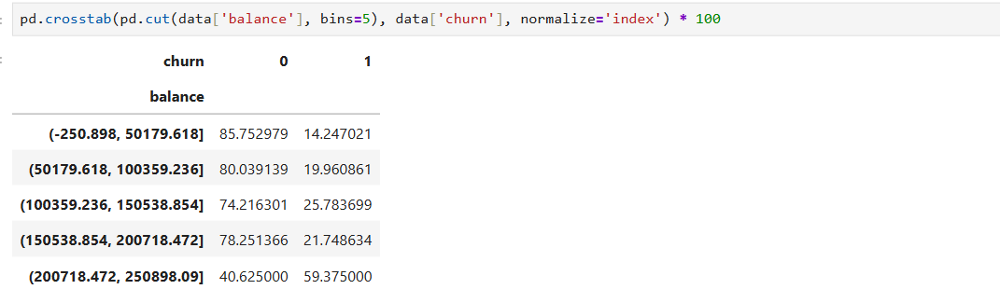 pd.crosstab(pd.cut(data['balance'], bins=5), data['churn'], normalize='index') * 100
churn 0 1
balance
(-250.898, 50179.618] 85.752979 14.247021
(50179.618, 100359.236] 80.039139 19.960861
(100359.236, 150538.854] 74.216301 25.783699
(150538.854, 200718.472] 78.251366 21.748634
(200718.472, 250898.09] 40.625000 59.375000